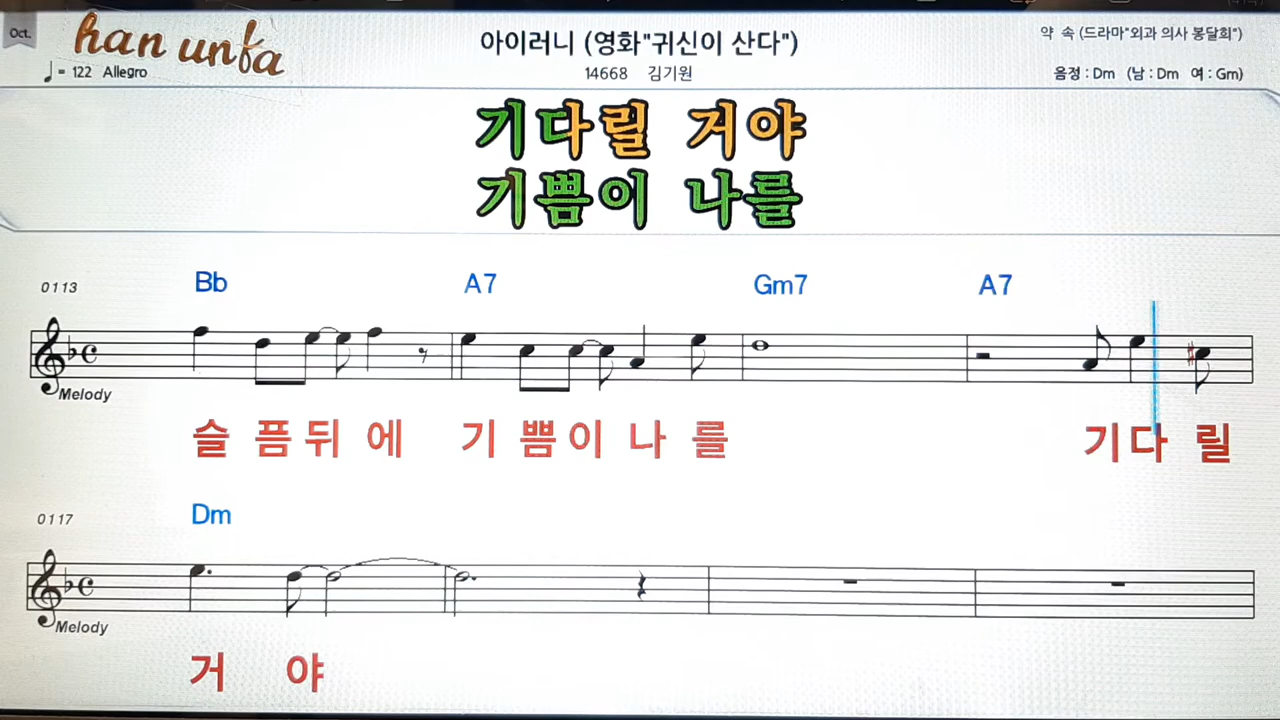 Oct.
han unfa
아이러니 (영화"귀신이 산다")
약 속 (드라마"외과 의사 봉달희")
♩= 122 Allegro
14668 김기원
음정 : Dm (남 : Dm 여 : Gm)
기다릴 거야
기쁨이 나를
0113
Bb A7 Gm7 A7
Melody
슬 픔 뒤 에 기 쁨 이 나 를 기 다 릴
0117
Dm
Melody
거 야